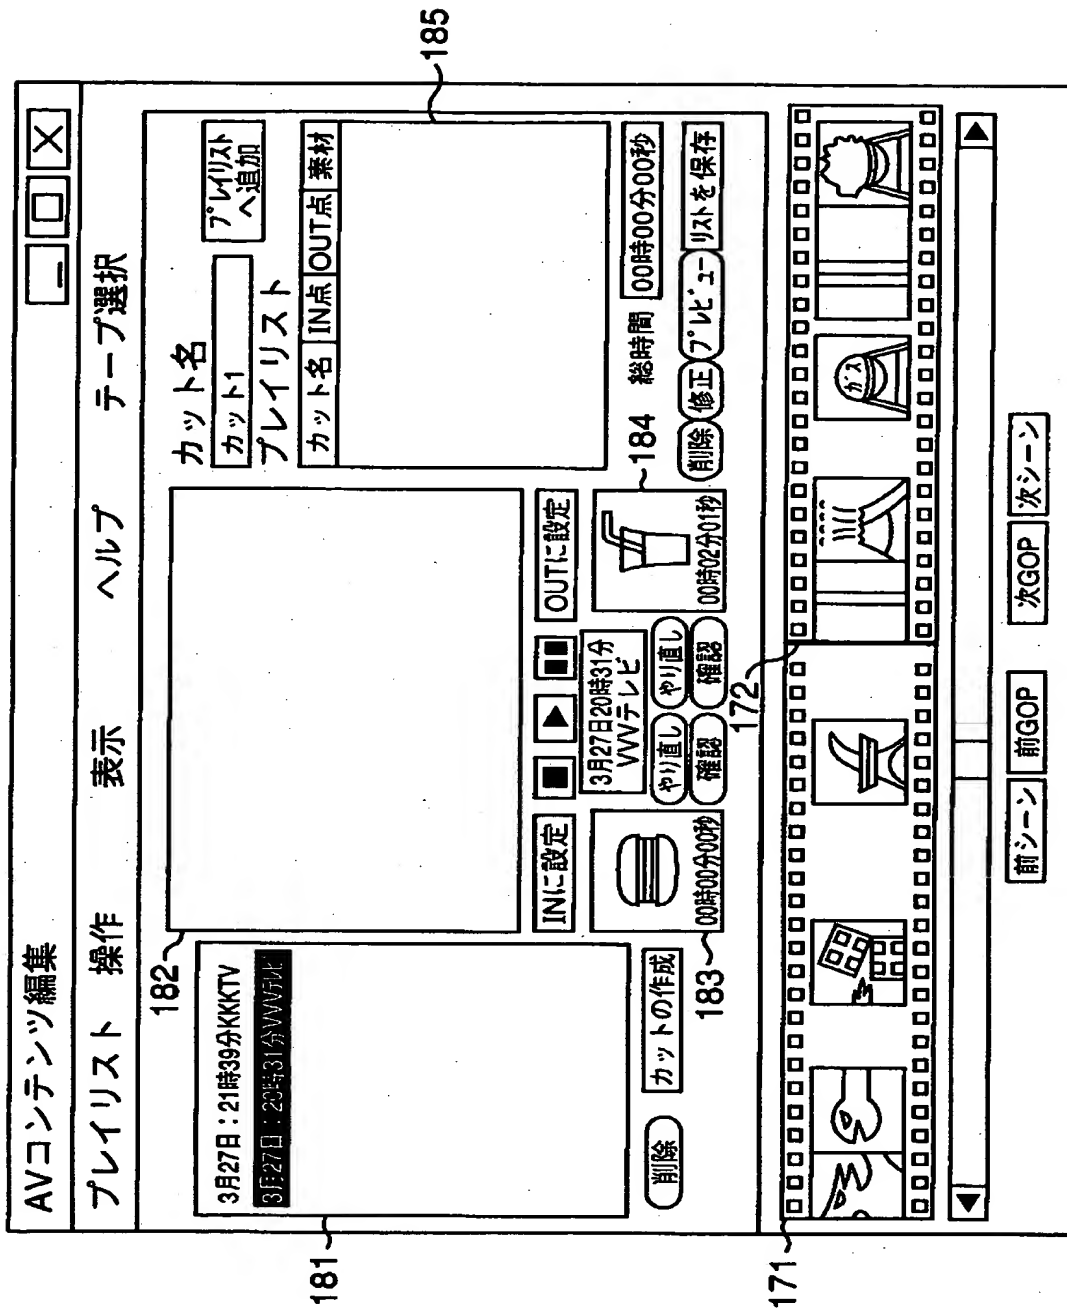 AVコンテンツ編集
プレイリスト 操作 表示 ヘルプ テープ選択
182
3月27日：21時39分KKKTV
3月27日：20時31分VVVテレビ
181
削除
カットの作成
INに設定
OUTに設定
3月27日20時31分
VVVテレビ
00時00分00秒
やり直し
やり直し
確認
確認
00時02分01秒
183
184
カット名
カット1
プレイリスト
へ追加
プレイリスト
カット名 IN点 OUT点 素材
185
総時間 00時00分00秒
削除 修正 プレビュー リストを保存
171
172
ガス
前シーン 前GOP 次GOP 次シーン